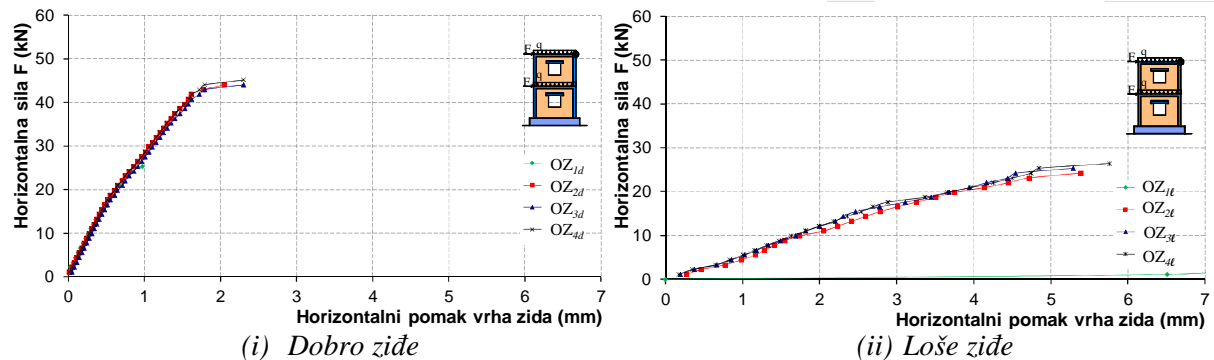 Horizontalna sila F (kN)
60
50
40
30
20
10
0
0
1
2
3
4
5
6
7
Horizontalni pomak vrha zida (mm)
F q
F q
OZ1d
OZ2d
OZ3d
OZ4d
(i) Dobro ziđe
Horizontalna sila F (kN)
60
50
40
30
20
10
0
0
1
2
3
4
5
6
7
Horizontalni pomak vrha zida (mm)
F q
F q
OZ1ℓ
OZ2ℓ
OZ3ℓ
OZ4ℓ
(ii) Loše ziđe